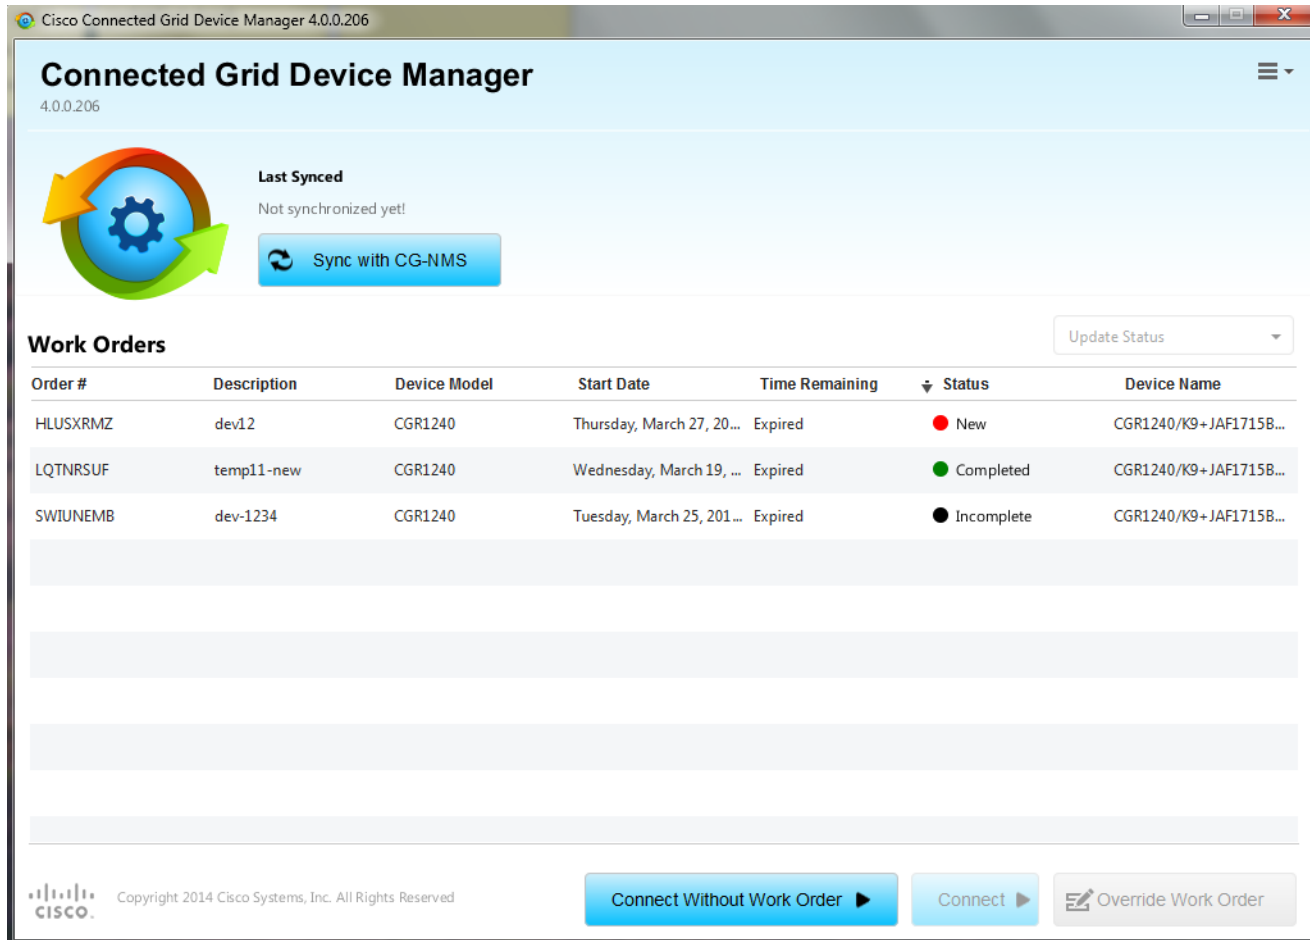 Cisco Connected Grid Device Manager 4.0.0.206
Connected Grid Device Manager
4.0.0.206
Last Synced
Not synchronized yet!
Sync with CG-NMS
Work Orders
Update Status
Order # Description Device Model Start Date Time Remaining Status Device Name
HLUSXRMZ dev12 CGR1240 Thursday, March 27, 20... Expired New CGR1240/K9+JAF1715B...
LQTNRSUF temp11-new CGR1240 Wednesday, March 19, ... Expired Completed CGR1240/K9+JAF1715B...
SWIUNEMB dev-1234 CGR1240 Tuesday, March 25, 201... Expired Incomplete CGR1240/K9+JAF1715B...
CISCO. Copyright 2014 Cisco Systems, Inc. All Rights Reserved Connect Without Work Order Connect Override Work Order